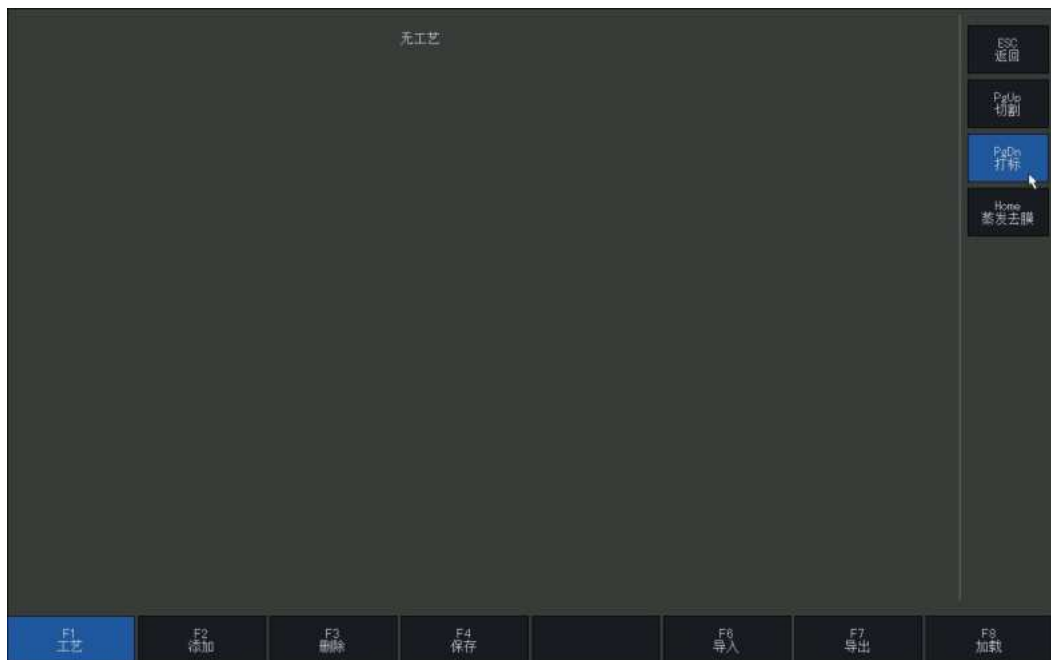 无工艺
ESC
返回
PgUp
切割
PgDn
打标
Home
蒸发去膜
F1
工艺
F2
添加
F3
删除
F4
保存
F6
导入
F7
导出
F8
加载